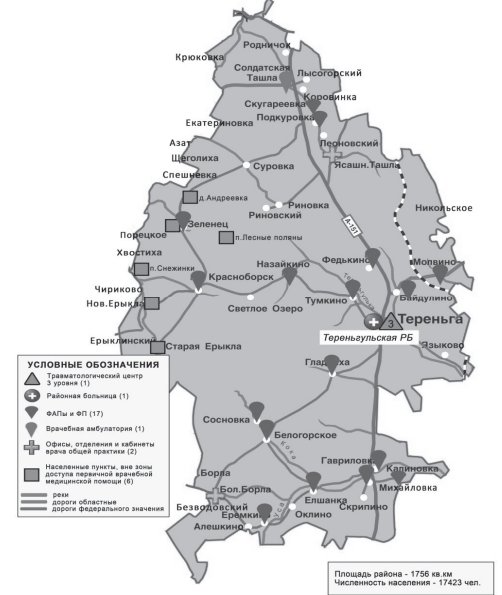 Родничок
Крюковка
Солдатская
Ташла
Лысогорский
Коровинка
Скугареевка
Подкуровка
Екатериновка
Леоновский
Азат
Щеголиха
Ясашн.Ташла
Суровка
Спешневка
д.Андреевка
Риновка
Риновский
Никольское
А-151
Зеленец
Порецкое
п.Лесные поляны
Хвостиха
Федькино
Назайкино
Молвино
п.Снежинки
Красноборск
Чириково
Тумкино
Байдулино
Нов.Ерыкла
Светлое Озеро
Тереньга
3
Тереньгульская РБ
Ерыклинский
Старая Ерыкла
Языково
Гладчиха
УСЛОВНЫЕ ОБОЗНАЧЕНИЯ
Травматологический центр
3 уровня (1)
Районная больница (1)
ФАПы и ФП (17)
Врачебная амбулатория (1)
Офисы, отделения и кабинеты
врача общей практики (2)
Населенные пункты, вне зоны
доступа первичной врачебной
медицинской помощи (6)
реки
дороги областные
дороги федерального значения
Сосновка
Белогорское
Гавриловка
Калиновка
Борла
Михайловка
Бол.Борла
Елшанка
Безводовский
Скрипино
Уса
Еремкино
Оклино
Алешкино
Площадь района - 1756 кв.км
Численность населения - 17423 чел.